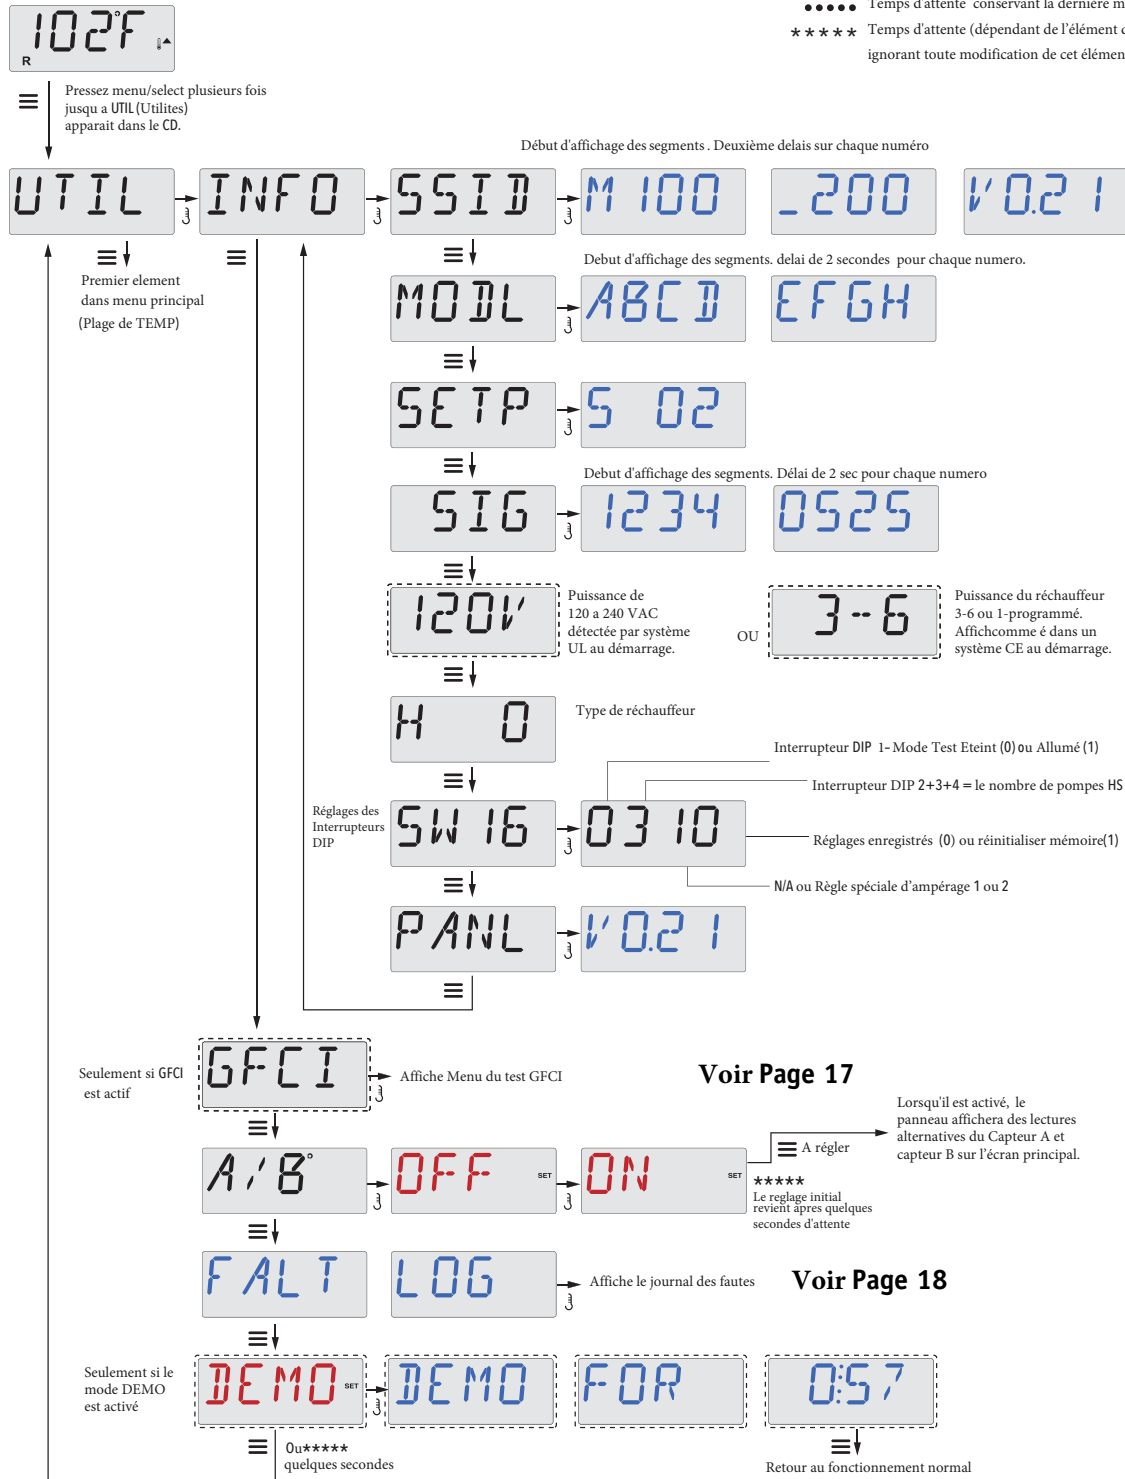 102°F
R
●●●●● Temps d'attente conservant la dernière m
***** Temps d'attente (dépendant de l'élément
ignorant toute modification de cet élémen
Pressez menu/select plusieurs fois
jusqu a UTIL (Utilites)
apparait dans le CD.
Début d'affichage des segments . Deuxième delais sur chaque numéro
UTIL INFO SSID M 100 _200 V 0.21
Premier element
dans menu principal
(Plage de TEMP)
Debut d'affichage des segments. delai de 2 secondes pour chaque numero.
MODL ABCD EFGH
SETP S 02
Debut d'affichage des segments. Délai de 2 sec pour chaque numero
SIG 1234 0525
120V
Puissance de
120 a 240 VAC
détectée par système
UL au démarrage.
OU
3-6
Puissance du réchauffeur
3-6 ou 1-programmé.
Affichcomme é dans un
système CE au démarrage.
H 0
Type de réchauffeur
Interrupteur DIP 1- Mode Test Eteint (0) ou Allumé (1)
Interrupteur DIP 2+3+4 = le nombre de pompes HS
Réglages des
Interrupteurs
DIP
SW 16 0310
Réglages enregistrés (0) ou réinitialiser mémoire(1)
N/A ou Règle spéciale d'ampérage 1 ou 2
PANL V 0.21
Seulement si GFCI
est actif
GFCI
Affiche Menu du test GFCI
Voir Page 17
A/B° OFF SET ON SET
A régler
Lorsqu'il est activé, le
panneau affichera des lectures
alternatives du Capteur A et
capteur B sur l'écran principal.
*****
Le reglage initial
revient apres quelques
secondes d'attente
FALT LOG
Affiche le journal des fautes
Voir Page 18
Seulement si le
mode DEMO
est activé
DEMO SET DEMO FOR 0:57
Ou*****
quelques secondes
Retour au fonctionnement normal